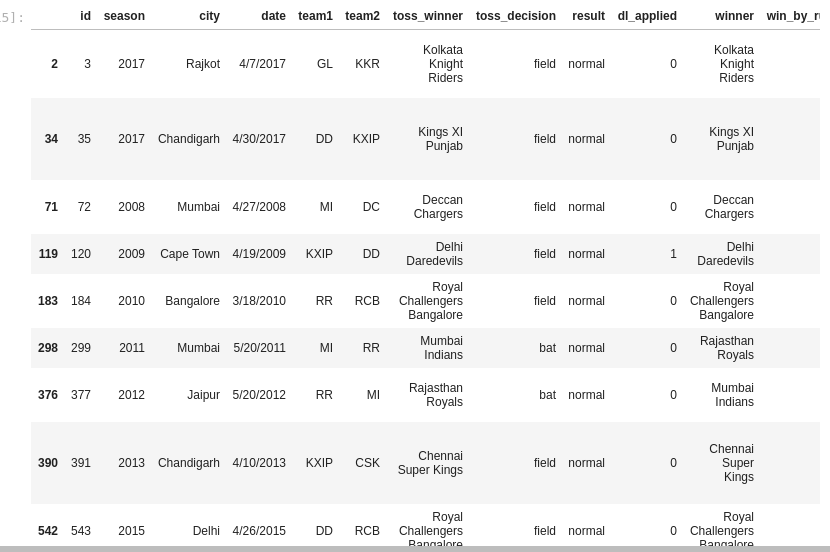 5]: id season city date team1 team2 toss_winner toss_decision result dl_applied winner win_by_ru
2 3 2017 Rajkot 4/7/2017 GL KKR Kolkata Knight Riders field normal 0 Kolkata Knight Riders
34 35 2017 Chandigarh 4/30/2017 DD KXIP Kings XI Punjab field normal 0 Kings XI Punjab
71 72 2008 Mumbai 4/27/2008 MI DC Deccan Chargers field normal 0 Deccan Chargers
119 120 2009 Cape Town 4/19/2009 KXIP DD Delhi Daredevils field normal 1 Delhi Daredevils
183 184 2010 Bangalore 3/18/2010 RR RCB Royal Challengers Bangalore field normal 0 Royal Challengers Bangalore
298 299 2011 Mumbai 5/20/2011 MI RR Mumbai Indians bat normal 0 Rajasthan Royals
376 377 2012 Jaipur 5/20/2012 RR MI Rajasthan Royals bat normal 0 Mumbai Indians
390 391 2013 Chandigarh 4/10/2013 KXIP CSK Chennai Super Kings field normal 0 Chennai Super Kings
542 543 2015 Delhi 4/26/2015 DD RCB Royal Challengers Bangalore field normal 0 Royal Challengers Bangalore